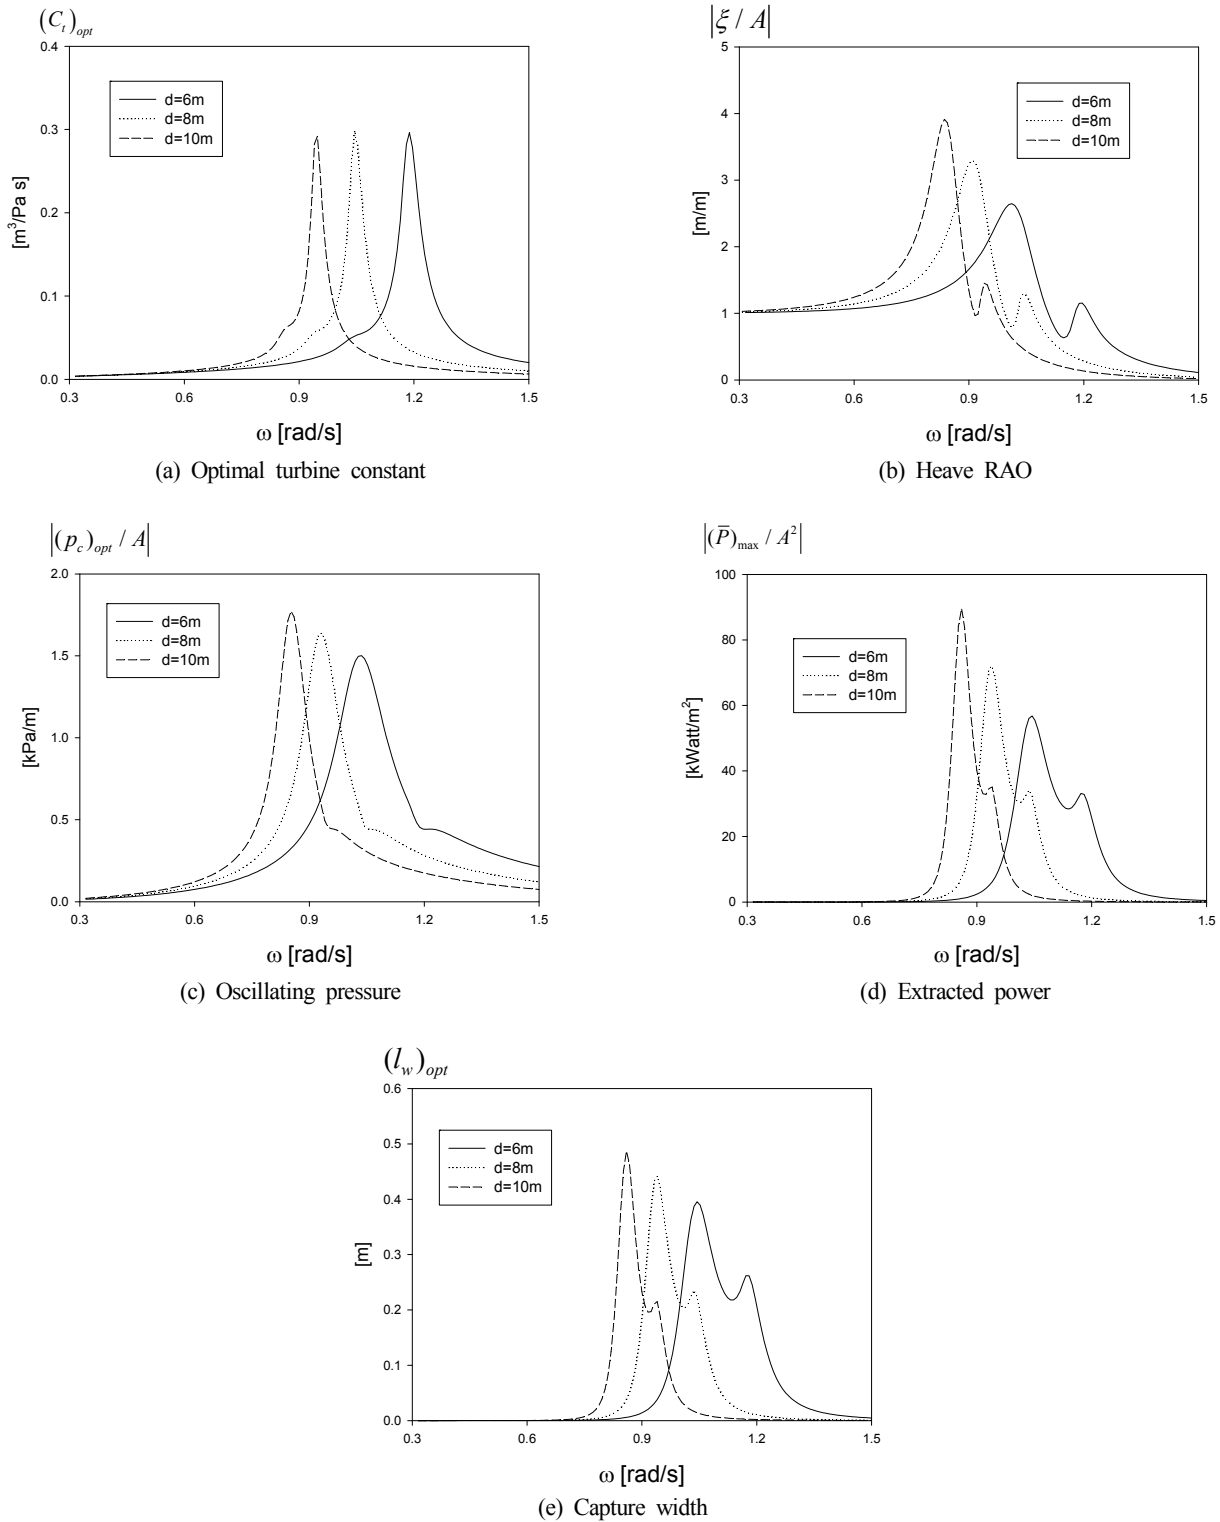 (C_t)_opt
0.4
0.3
0.2
0.1
0.0
[m³/Pa s]
d=6m
d=8m
d=10m
0.3 0.6 0.9 1.2 1.5
ω [rad/s]
(a) Optimal turbine constant
|ξ / A|
5
4
3
2
1
0
[m/m]
d=6m
d=8m
d=10m
0.3 0.6 0.9 1.2 1.5
ω [rad/s]
(b) Heave RAO
|(p_c)_opt / A|
2.0
1.5
1.0
0.5
0.0
[kPa/m]
d=6m
d=8m
d=10m
0.3 0.6 0.9 1.2 1.5
ω [rad/s]
(c) Oscillating pressure
|(P̅)_max / A²|
100
80
60
40
20
0
[kWatt/m²]
d=6m
d=8m
d=10m
0.3 0.6 0.9 1.2 1.5
ω [rad/s]
(d) Extracted power
(l_w)_opt
0.6
0.5
0.4
0.3
0.2
0.1
0.0
[m]
d=6m
d=8m
d=10m
0.3 0.6 0.9 1.2 1.5
ω [rad/s]
(e) Capture width